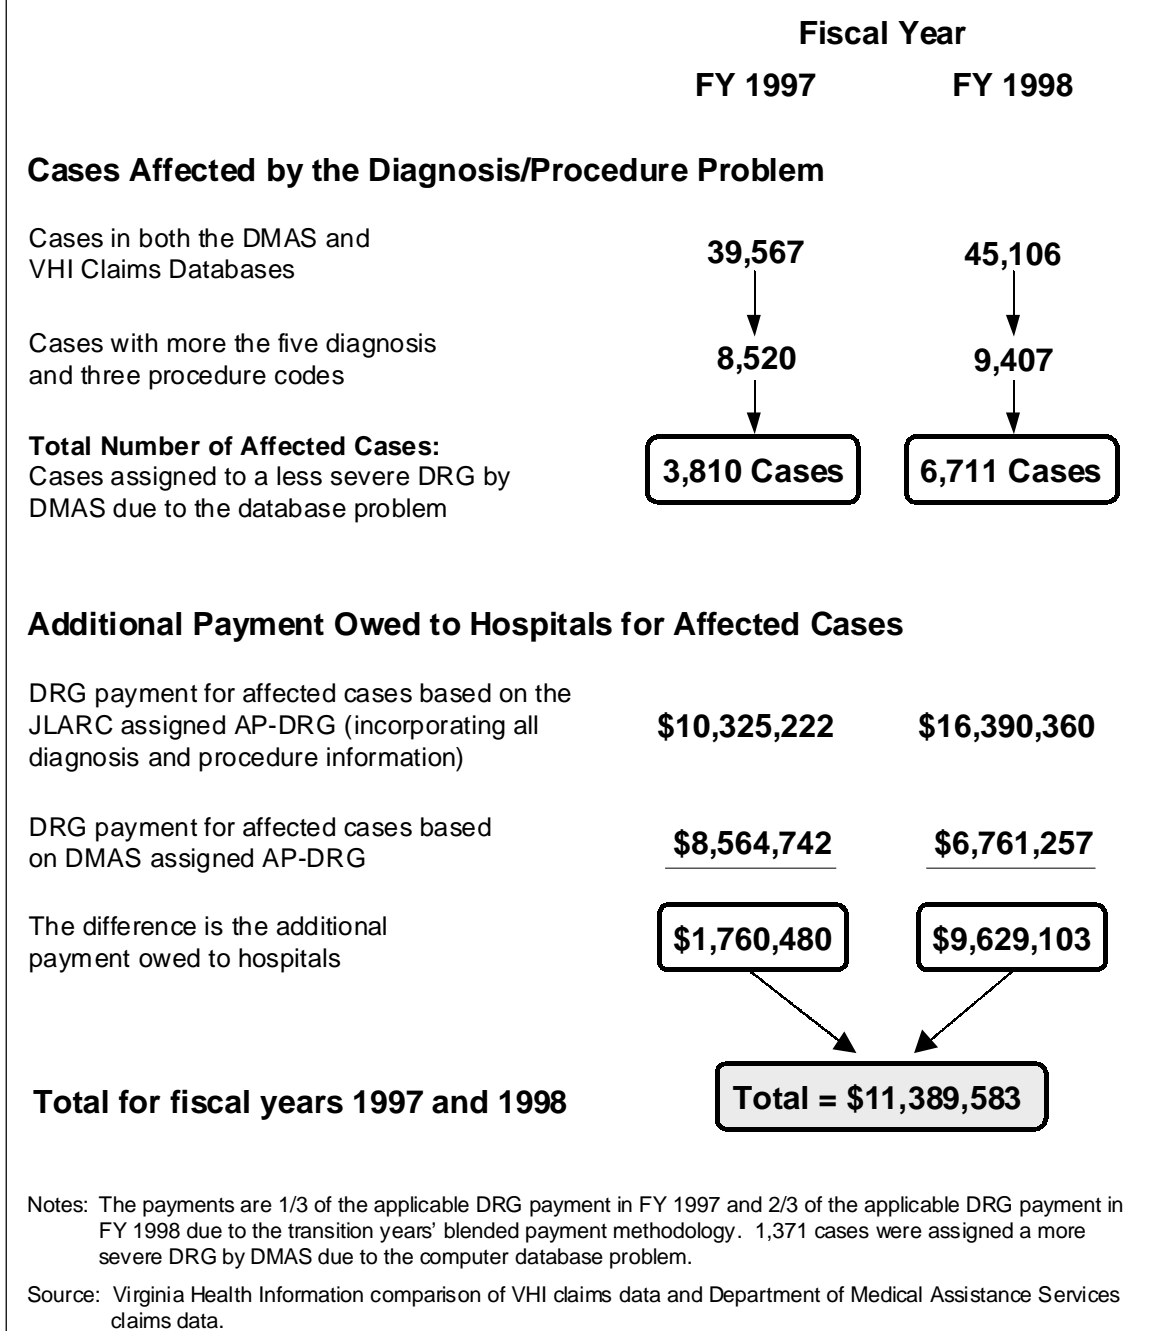 Fiscal Year
FY 1997 FY 1998
Cases Affected by the Diagnosis/Procedure Problem
Cases in both the DMAS and
VHI Claims Databases
39,567 45,106
Cases with more the five diagnosis
and three procedure codes
8,520 9,407
Total Number of Affected Cases:
Cases assigned to a less severe DRG by
DMAS due to the database problem
3,810 Cases 6,711 Cases
Additional Payment Owed to Hospitals for Affected Cases
DRG payment for affected cases based on the
JLARC assigned AP-DRG (incorporating all
diagnosis and procedure information)
$10,325,222 $16,390,360
DRG payment for affected cases based
on DMAS assigned AP-DRG
$8,564,742 $6,761,257
The difference is the additional
payment owed to hospitals
$1,760,480 $9,629,103
Total for fiscal years 1997 and 1998 Total = $11,389,583
Notes: The payments are 1/3 of the applicable DRG payment in FY 1997 and 2/3 of the applicable DRG payment in
FY 1998 due to the transition years' blended payment methodology. 1,371 cases were assigned a more
severe DRG by DMAS due to the computer database problem.
Source: Virginia Health Information comparison of VHI claims data and Department of Medical Assistance Services
claims data.